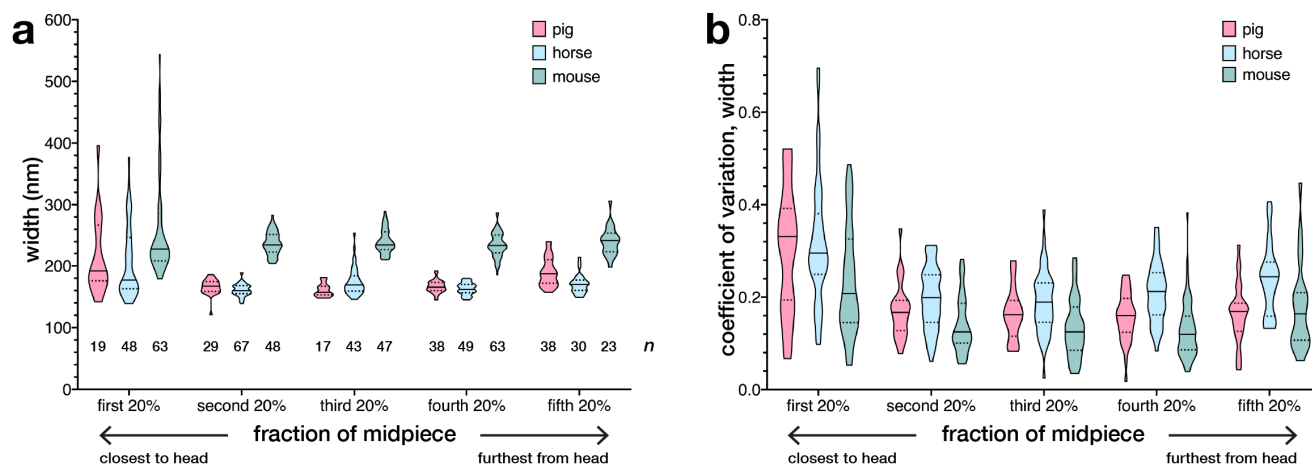 a
600
500
400
300
200
100
0
width (nm)
pig
horse
mouse
19 48 63 29 67 48 17 43 47 38 49 63 38 30 23 n
first 20% second 20% third 20% fourth 20% fifth 20%
fraction of midpiece
closest to head furthest from head
b
0.8
0.6
0.4
0.2
0.0
coefficient of variation, width
pig
horse
mouse
first 20% second 20% third 20% fourth 20% fifth 20%
fraction of midpiece
closest to head furthest from head